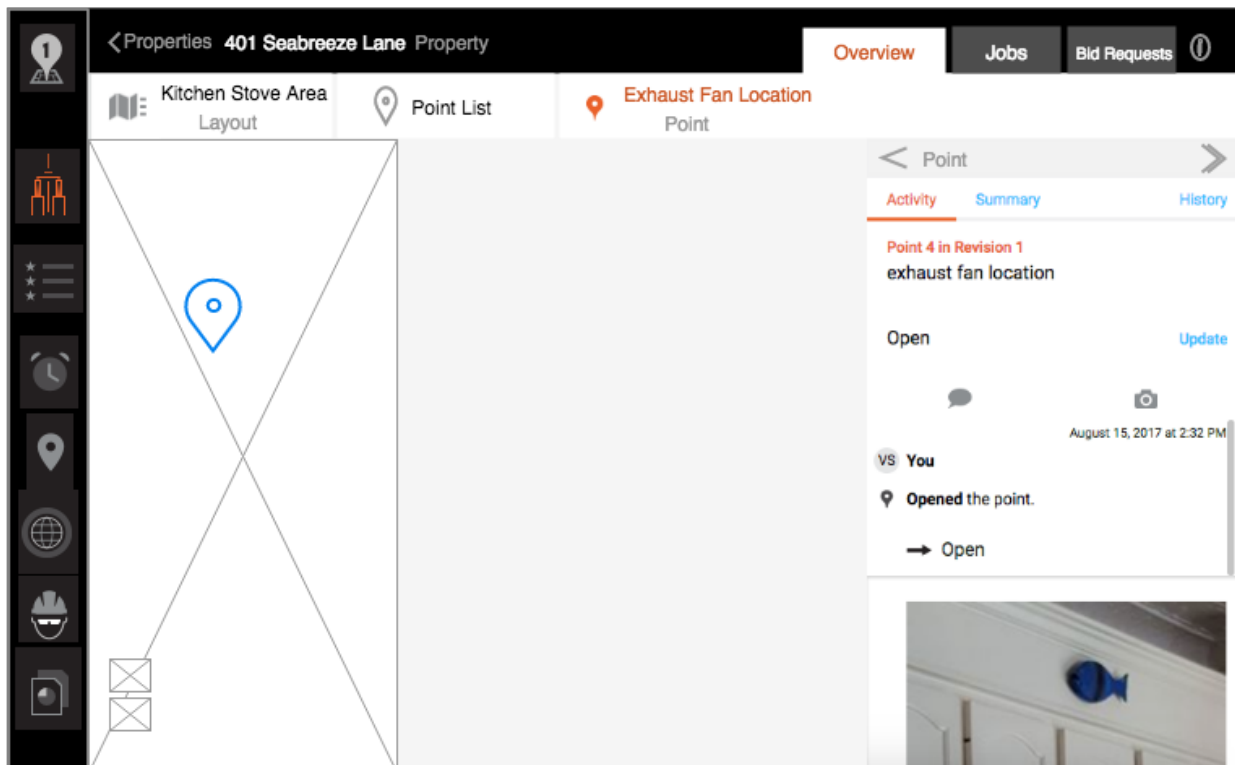 1
Properties 401 Seabreeze Lane Property
Overview
Jobs
Bid Requests
Kitchen Stove Area
Layout
Point List
Exhaust Fan Location
Point
Point
Activity
Summary
History
Point 4 in Revision 1
exhaust fan location
Open
Update
August 15, 2017 at 2:32 PM
VS You
Opened the point.
Open